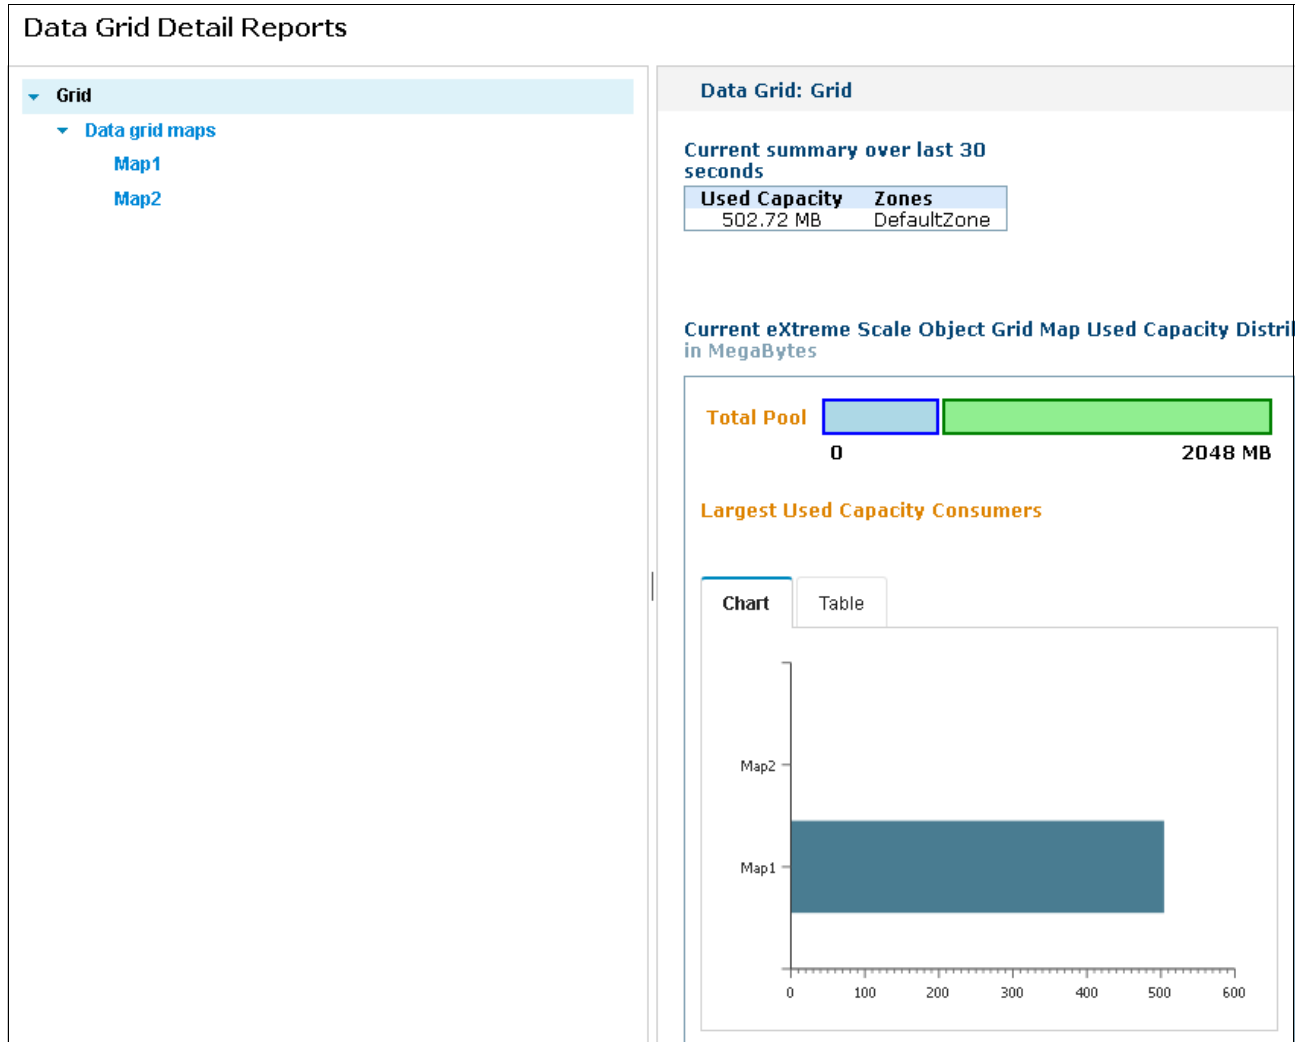 Data Grid Detail Reports
Grid
Data grid maps
Map1
Map2
Data Grid: Grid
Current summary over last 30
seconds
Used Capacity Zones
502.72 MB DefaultZone
Current eXtreme Scale Object Grid Map Used Capacity Distri
in MegaBytes
Total Pool
0 2048 MB
Largest Used Capacity Consumers
Chart Table
Map2
Map1
0 100 200 300 400 500 600